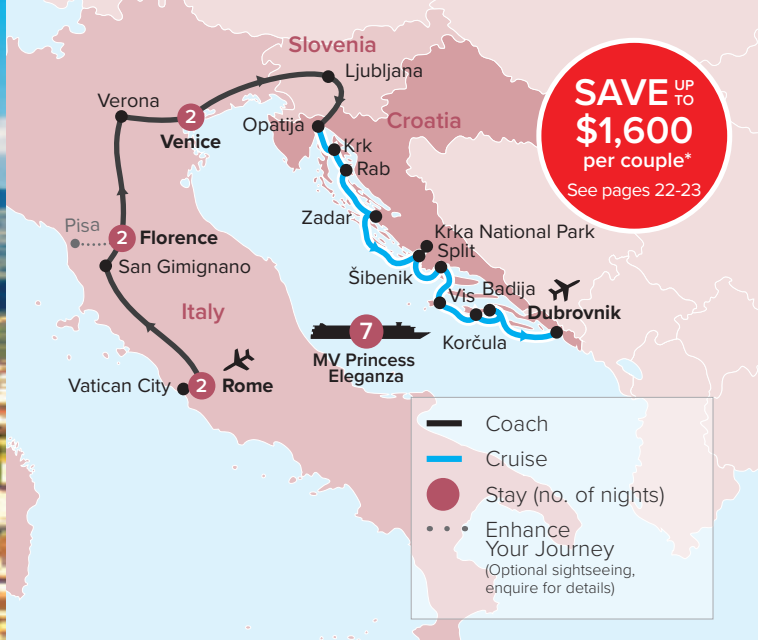 Slovenia
Ljubljana
Verona
2
Venice
Opatija
Croatia
Krk
Rab
SAVE UP TO
$1,600
per couple*
See pages 22-23
Pisa
2
Florence
San Gimignano
Zadar
Krka National Park
Split
Šibenik
Vis
Badija
Dubrovnik
Korčula
Italy
7
MV Princess
Eleganza
Vatican City
2
Rome
Coach
Cruise
Stay (no. of nights)
Enhance
Your Journey
(Optional sightseeing,
enquire for details)